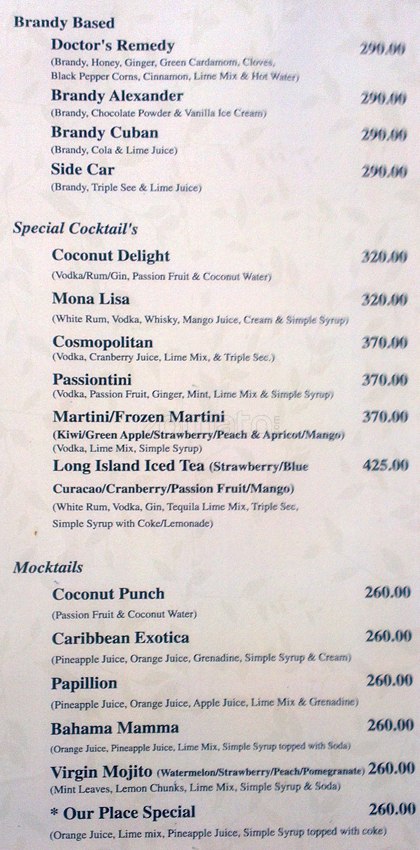 Brandy Based
Doctor's Remedy 290.00
(Brandy, Honey, Ginger, Green Cardamom, Cloves,
Black Pepper Corns, Cinnamon, Lime Mix & Hot Water)
Brandy Alexander 290.00
(Brandy, Chocolate Powder & Vanilla Ice Cream)
Brandy Cuban 290.00
(Brandy, Cola & Lime Juice)
Side Car 290.00
(Brandy, Triple See & Lime Juice)
Special Cocktail's
Coconut Delight 320.00
(Vodka/Rum/Gin, Passion Fruit & Coconut Water)
Mona Lisa 320.00
(White Rum, Vodka, Whisky, Mango Juice, Cream & Simple Syrup)
Cosmopolitan 370.00
(Vodka, Cranberry Juice, Lime Mix, & Triple Sec.)
Passiontini 370.00
(Vodka, Passion Fruit, Ginger, Mint, Lime Mix & Simple Syrup)
Martini/Frozen Martini 370.00
(Kiwi/Green Apple/Strawberry/Peach & Apricot/Mango)
(Vodka, Lime Mix, Simple Syrup)
Long Island Iced Tea (Strawberry/Blue 425.00
Curacao/Cranberry/Passion Fruit/Mango)
(White Rum, Vodka, Gin, Tequila Lime Mix, Triple Sec,
Simple Syrup with Coke/Lemonade)
Mocktails
Coconut Punch 260.00
(Passion Fruit & Coconut Water)
Caribbean Exotica 260.00
(Pineapple Juice, Orange Juice, Grenadine, Simple Syrup & Cream)
Papillion 260.00
(Pineapple Juice, Orange Juice, Apple Juice, Lime Mix & Grenadine)
Bahama Mamma 260.00
(Orange Juice, Pineapple Juice, Lime Mix, Simple Syrup topped with Soda)
Virgin Mojito (Watermelon/Strawberry/Peach/Pomegranate) 260.00
(Mint Leaves, Lemon Chunks, Lime Mix, Simple Syrup & Soda)
* Our Place Special 260.00
(Orange Juice, Lime mix, Pineapple Juice, Simple Syrup topped with coke)